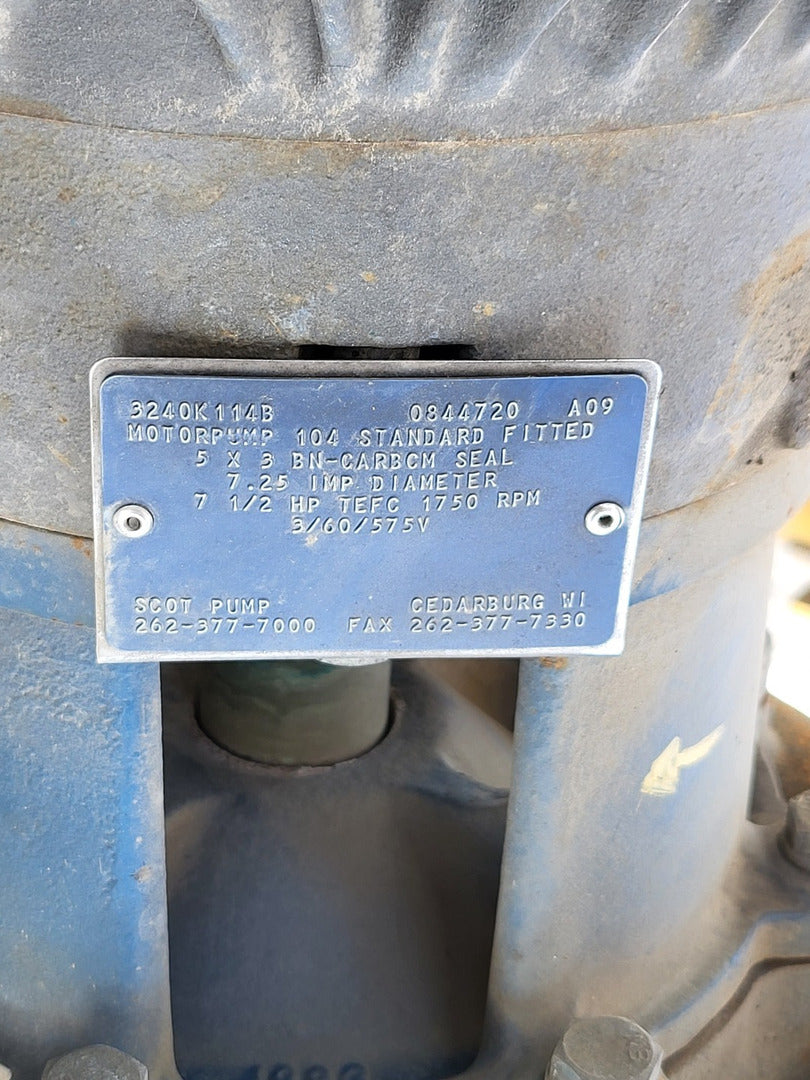 3240K114B 0844720 A09
MOTORPUMP 104 STANDARD FITTED
5 X 3 BN-CARBCM SEAL
7.25 IMP DIAMETER
7 1/2 HP TEFC 1750 RPM
3/60/575V
SCOT PUMP CEDARBURG WI
262-377-7000 FAX 262-377-7330